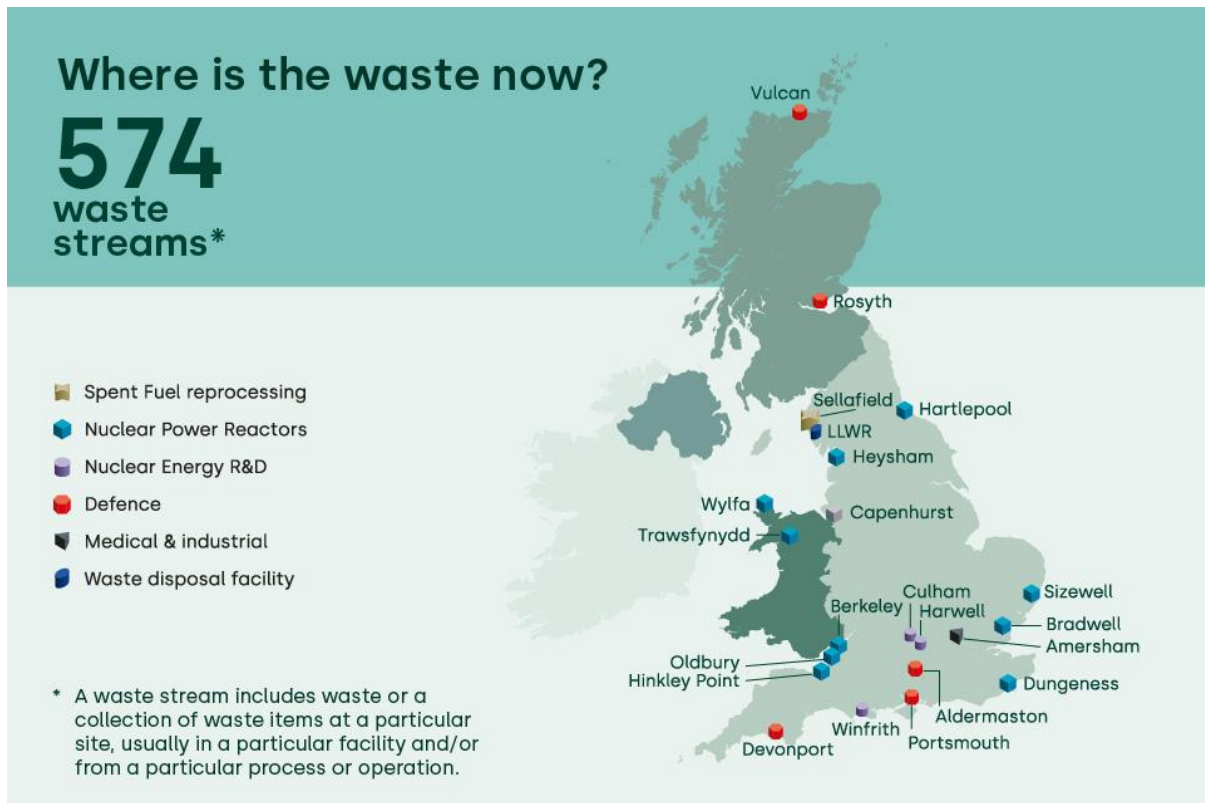 Where is the waste now?
574
waste
streams*
Spent Fuel reprocessing
Nuclear Power Reactors
Nuclear Energy R&D
Defence
Medical & industrial
Waste disposal facility
* A waste stream includes waste or a
collection of waste items at a particular
site, usually in a particular facility and/or
from a particular process or operation.
Vulcan
Rosyth
Sellafield
Hartlepool
LLWR
Heysham
Wylfa
Capenhurst
Trawsfynydd
Culham
Sizewell
Berkeley
Harwell
Bradwell
Amersham
Oldbury
Hinkley Point
Dungeness
Aldermaston
Winfrith
Portsmouth
Devonport